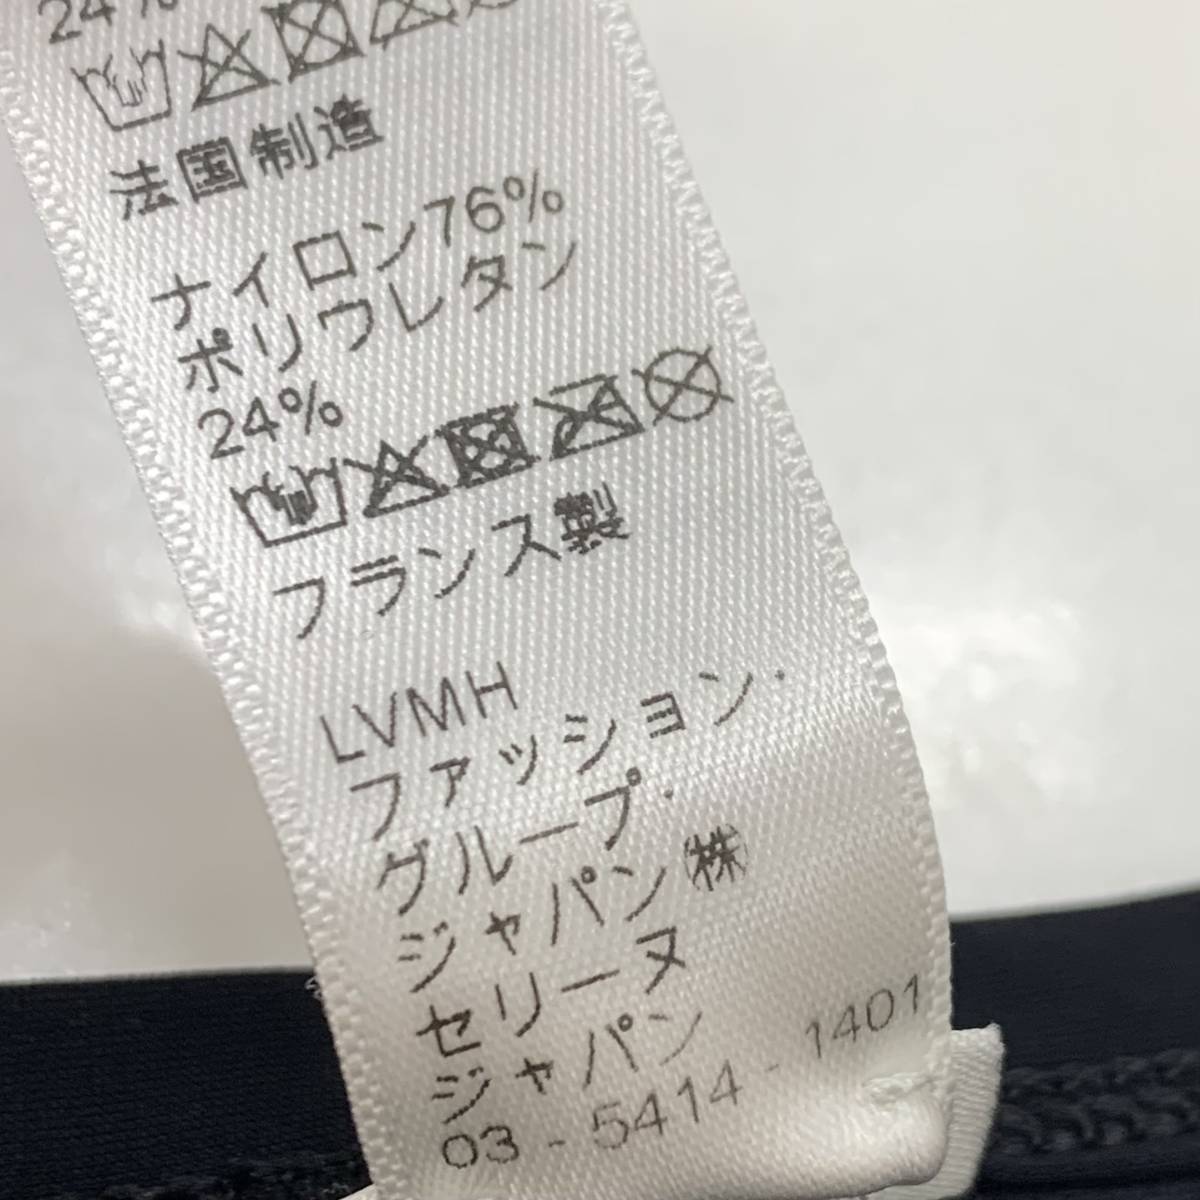 24%
法国制造
ナイロン76%
ポリウレタン
24%
フランス製
LVMH
ファッション・
グループ・
ジャパン㈱
セリーヌ
ジャパン
03-5414-1401